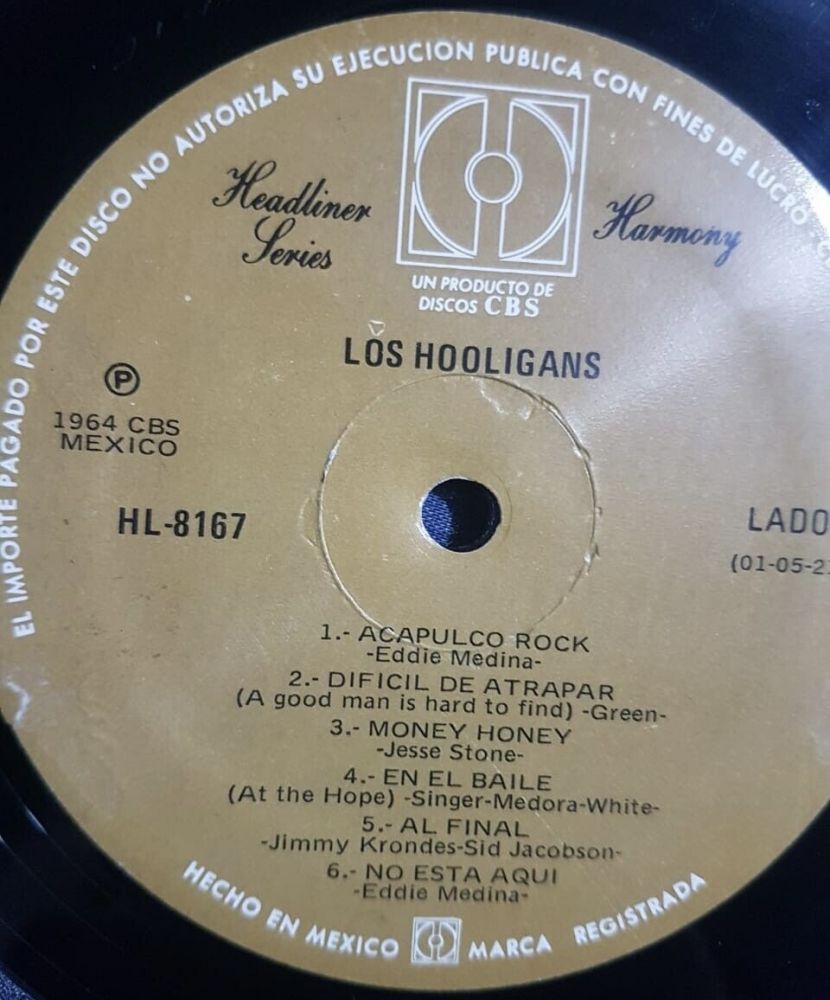 EL IMPORTE PAGADO POR ESTE DISCO NO AUTORIZA SU EJECUCION PUBLICA CON FINES DE LUCRO
Headliner
Series
Harmony
UN PRODUCTO DE
DISCOS CBS
LOS HOOLIGANS
P
1964 CBS
MEXICO
HL-8167
LADO
(01-05-2
1.- ACAPULCO ROCK
-Eddie Medina-
2.- DIFICIL DE ATRAPAR
(A good man is hard to find) -Green-
3.- MONEY HONEY
-Jesse Stone-
4.- EN EL BAILE
(At the Hope) -Singer-Medora-White-
5.- AL FINAL
-Jimmy Krondes-Sid Jacobson-
6.- NO ESTA AQUI
-Eddie Medina-
HECHO EN MEXICO MARCA REGISTRADA